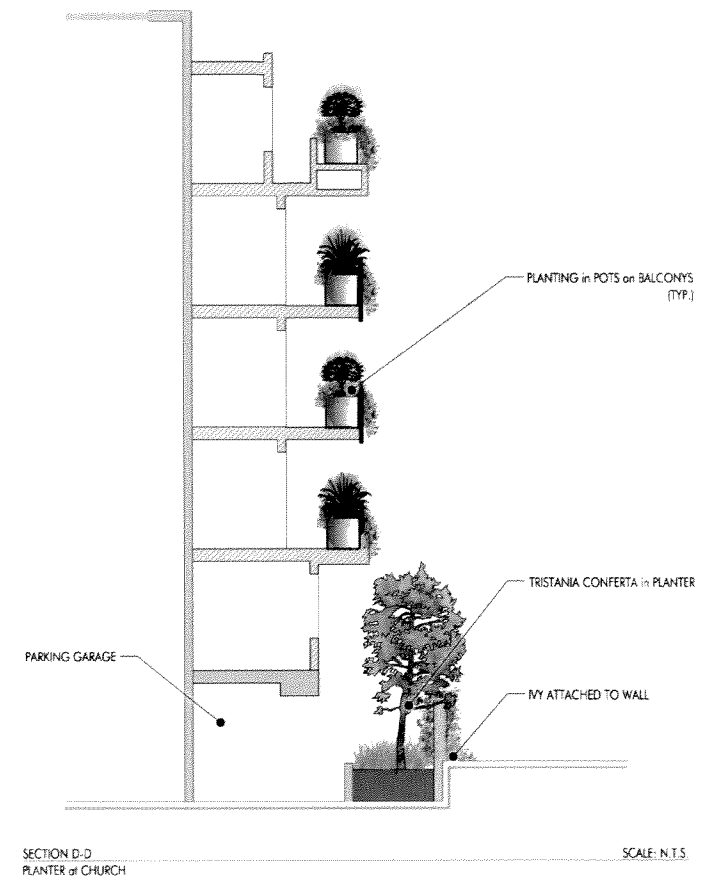 PLANTING in POTS on BALCONYS
(TYP.)
TRISTANIA CONFERTA in PLANTER
PARKING GARAGE
IVY ATTACHED TO WALL
SECTION D-D
SCALE: N.T.S.
PLANTER at CHURCH